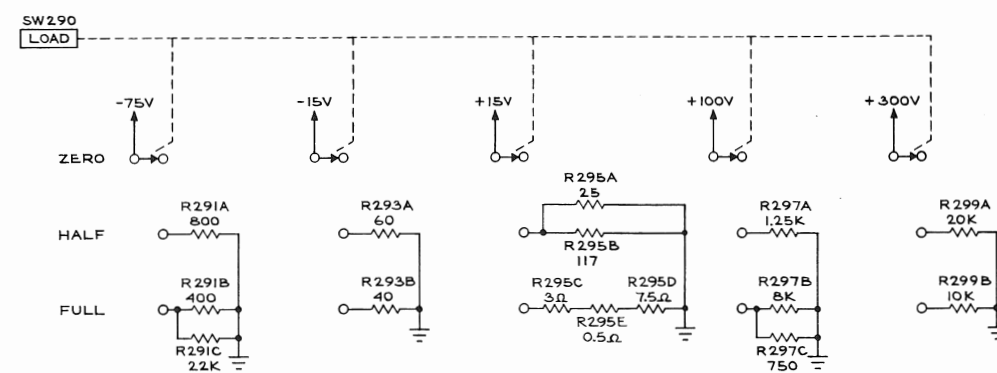 SW290
LOAD
-75V
-15V
+15V
+100V
+300V
ZERO
R295A
25
R291A
800
R293A
60
R297A
1.25K
R299A
20K
HALF
R295B
117
R291B
400
R293B
40
R295C
3Ω
R295D
7.5Ω
R297B
8K
R299B
10K
FULL
R295E
0.5Ω
R291C
22K
R297C
750